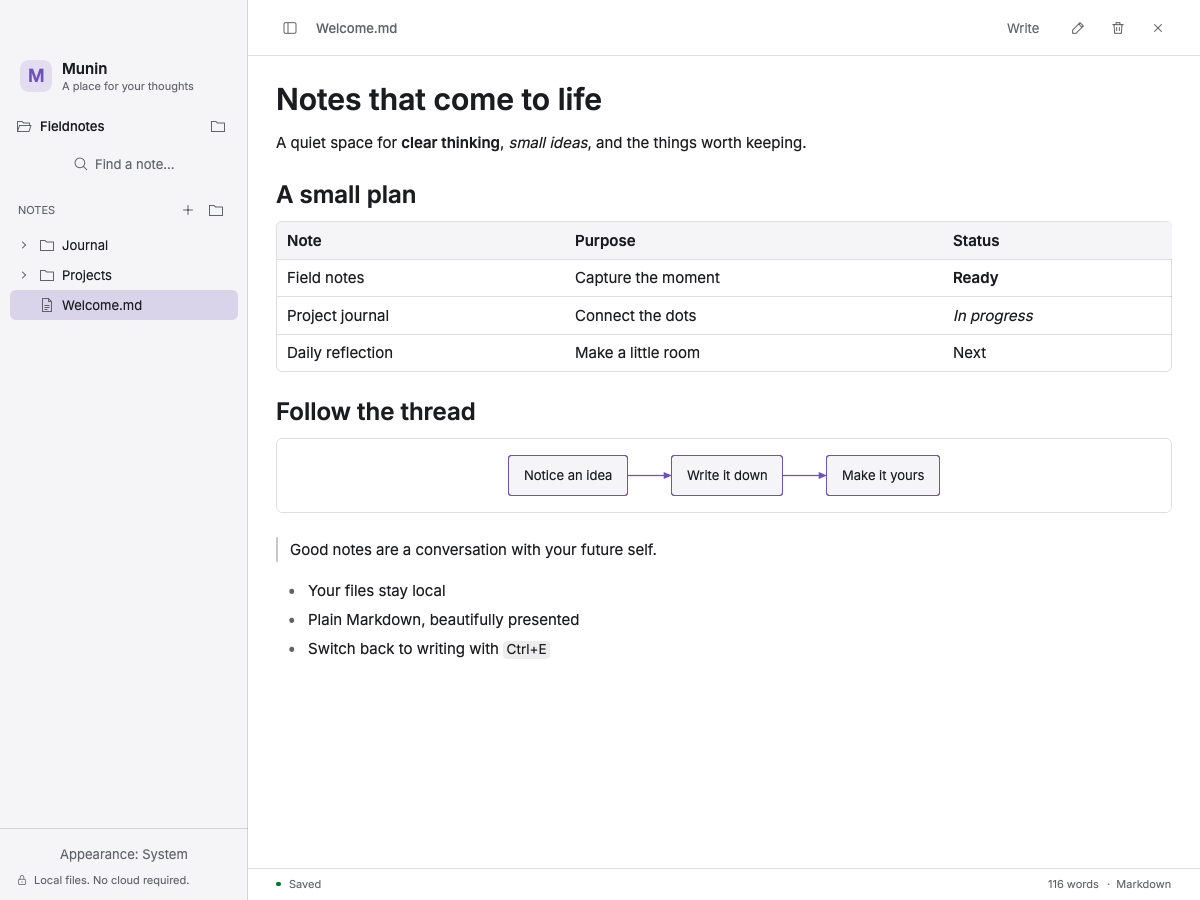 Munin
M
A place for your thoughts
Fieldnotes
Find a note...
NOTES
Journal
Projects
Welcome.md
Appearance: System
Local files. No cloud required.
Welcome.md
Write
Notes that come to life
A quiet space for clear thinking, small ideas, and the things worth keeping.
A small plan
Note Purpose Status
Field notes Capture the moment Ready
Project journal Connect the dots In progress
Daily reflection Make a little room Next
Follow the thread
Notice an idea Write it down Make it yours
Good notes are a conversation with your future self.
• Your files stay local
• Plain Markdown, beautifully presented
• Switch back to writing with Ctrl+E
Saved
116 words · Markdown